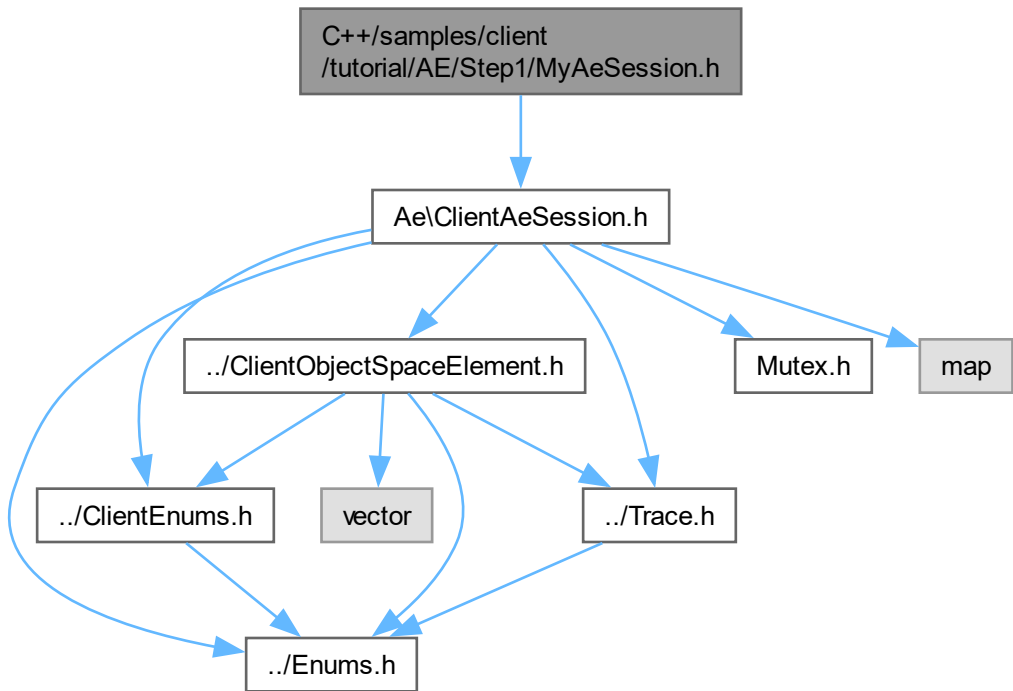 C++/samples/client
/tutorial/AE/Step1/MyAeSession.h
Ae\ClientAeSession.h
../ClientObjectSpaceElement.h
Mutex.h
map
../ClientEnums.h
vector
../Trace.h
../Enums.h